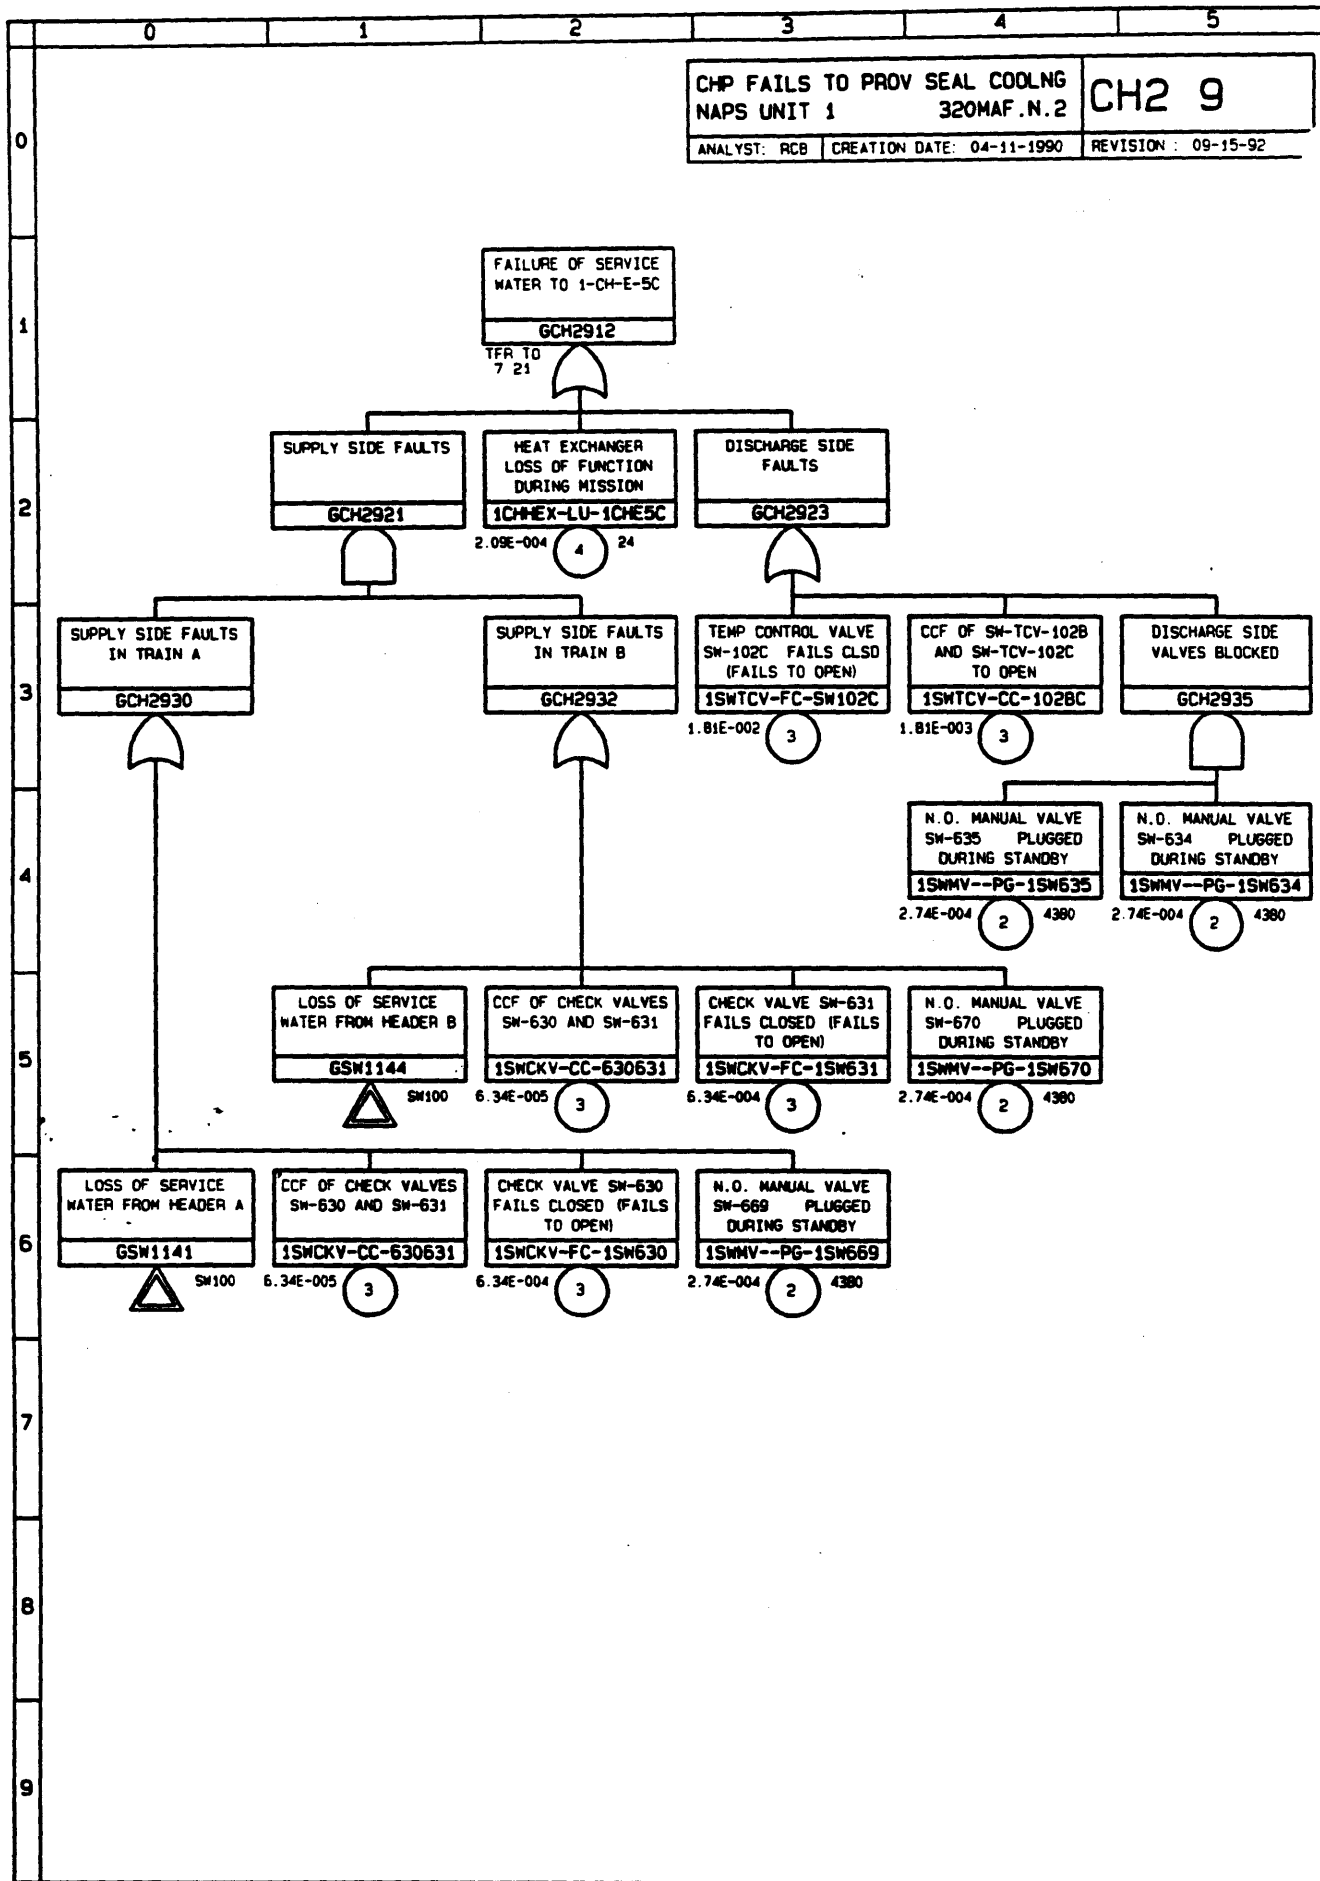 0 1 2 3 4 5
CHP FAILS TO PROV SEAL COOLNG
NAPS UNIT 1 320MAF.N.2
CH2 9
ANALYST: RCB CREATION DATE: 04-11-1990 REVISION : 09-15-92
0
FAILURE OF SERVICE
WATER TO 1-CH-E-5C
GCH2912
TFR TO
7 21
1
SUPPLY SIDE FAULTS
GCH2921
HEAT EXCHANGER
LOSS OF FUNCTION
DURING MISSION
1CHHEX-LU-1CHE5C
2.09E-004 4 24
DISCHARGE SIDE
FAULTS
GCH2923
2
SUPPLY SIDE FAULTS
IN TRAIN A
GCH2930
SUPPLY SIDE FAULTS
IN TRAIN B
GCH2932
TEMP CONTROL VALVE
SW-102C FAILS CLSD
(FAILS TO OPEN)
1SWTCV-FC-SW102C
1.81E-002 3
CCF OF SW-TCV-102B
AND SW-TCV-102C
TO OPEN
1SWTCV-CC-102BC
1.81E-003 3
DISCHARGE SIDE
VALVES BLOCKED
GCH2935
3
N.O. MANUAL VALVE
SW-635 PLUGGED
DURING STANDBY
1SWMV--PG-1SW635
2.74E-004 2 4380
N.O. MANUAL VALVE
SW-634 PLUGGED
DURING STANDBY
1SWMV--PG-1SW634
2.74E-004 2 4380
4
LOSS OF SERVICE
WATER FROM HEADER B
GSW1144
SW100
CCF OF CHECK VALVES
SW-630 AND SW-631
1SWCKV-CC-630631
6.34E-005 3
CHECK VALVE SW-631
FAILS CLOSED (FAILS
TO OPEN)
1SWCKV-FC-1SW631
6.34E-004 3
N.O. MANUAL VALVE
SW-670 PLUGGED
DURING STANDBY
1SWMV--PG-1SW670
2.74E-004 2 4380
5
LOSS OF SERVICE
WATER FROM HEADER A
GSW1141
SW100
CCF OF CHECK VALVES
SW-630 AND SW-631
1SWCKV-CC-630631
6.34E-005 3
CHECK VALVE SW-630
FAILS CLOSED (FAILS
TO OPEN)
1SWCKV-FC-1SW630
6.34E-004 3
N.O. MANUAL VALVE
SW-669 PLUGGED
DURING STANDBY
1SWMV--PG-1SW669
2.74E-004 2 4380
6
7
8
9